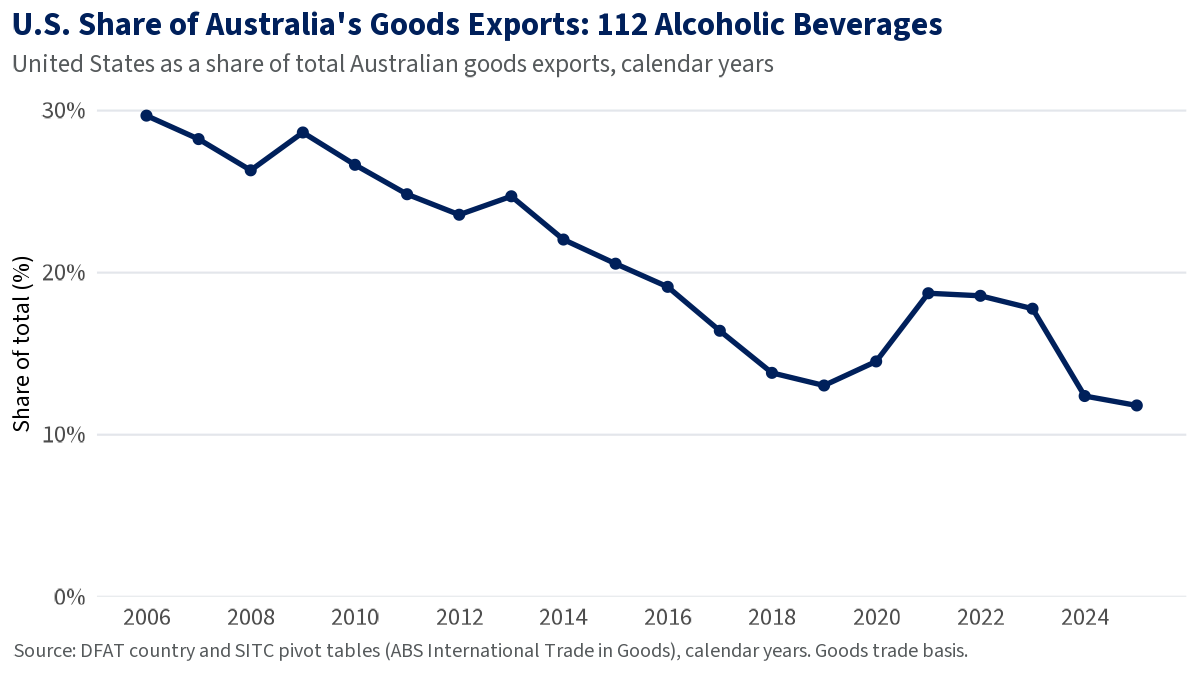 U.S. Share of Australia's Goods Exports: 112 Alcoholic Beverages
United States as a share of total Australian goods exports, calendar years
Share of total (%)
30%
20%
10%
0%
2006 2008 2010 2012 2014 2016 2018 2020 2022 2024
Source: DFAT country and SITC pivot tables (ABS International Trade in Goods), calendar years. Goods trade basis.